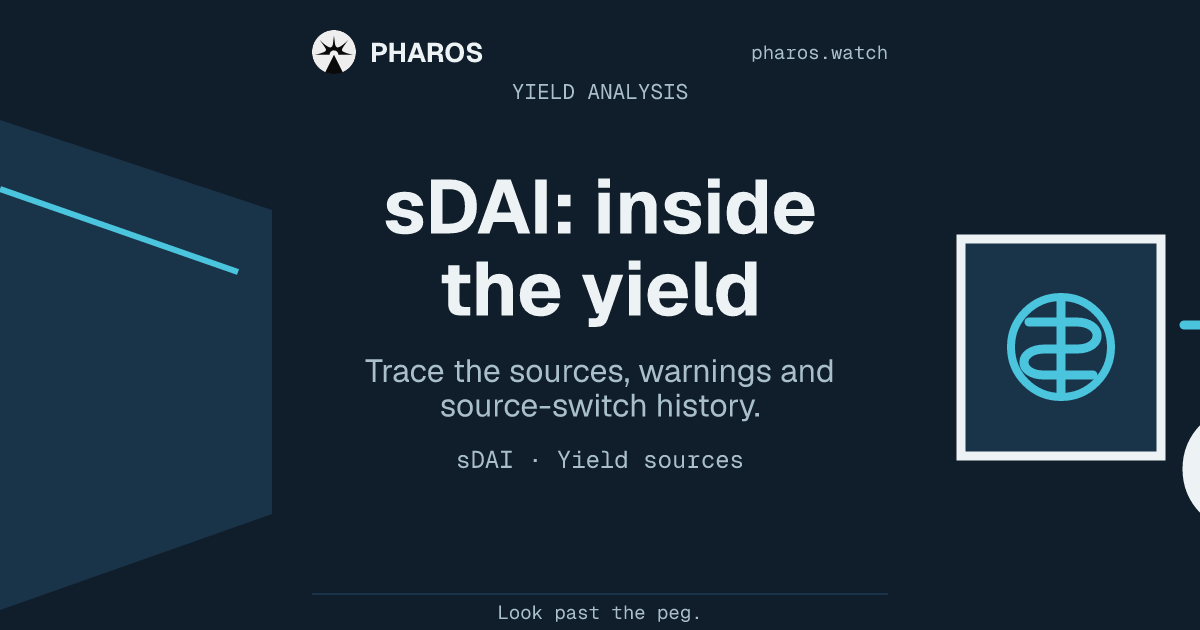 PHAROS
pharos.watch
YIELD ANALYSIS
sDAI: inside
the yield
Trace the sources, warnings and
source-switch history.
sDAI · Yield sources
Look past the peg.